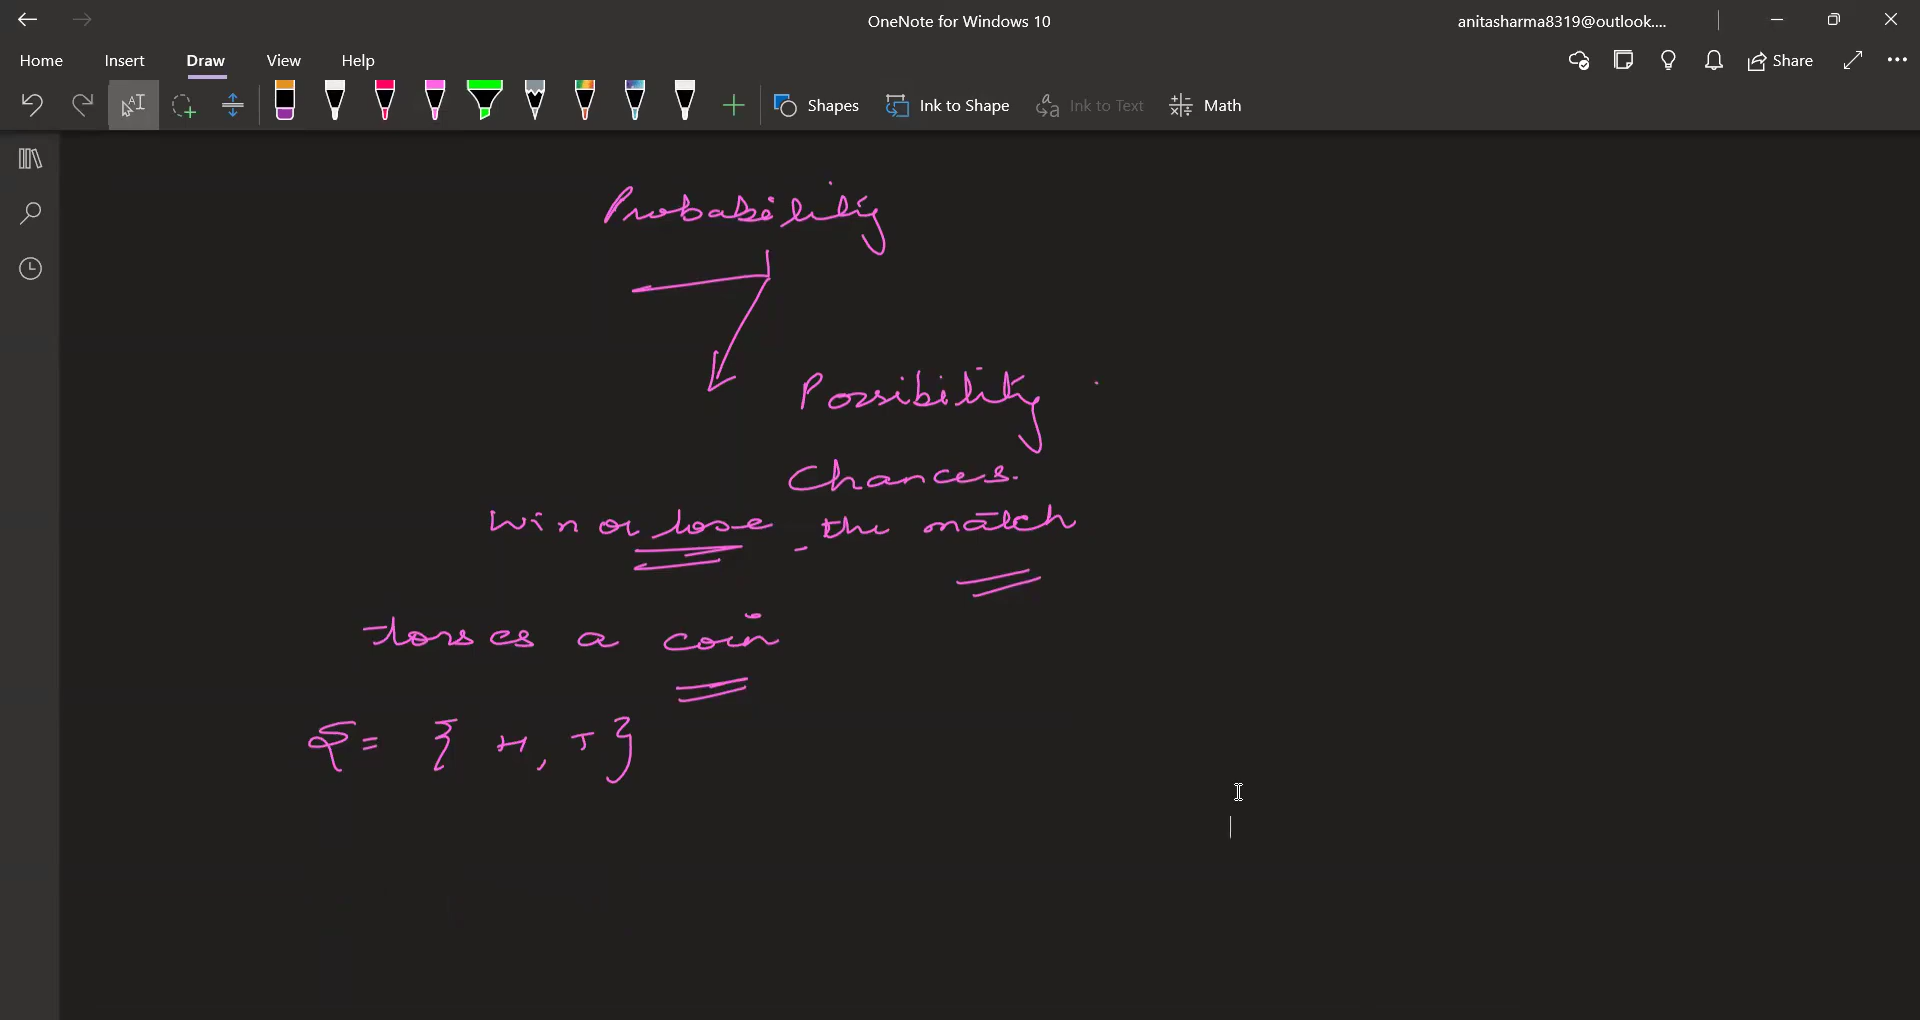 OneNote for Windows 10
anitasharma8319@outlook....
Home Insert Draw View Help
Share
Shapes Ink to Shape Ink to Text Math
Probability
Possibility
Chances.
Win or lose the match
tosses a coin
S = { H, T }